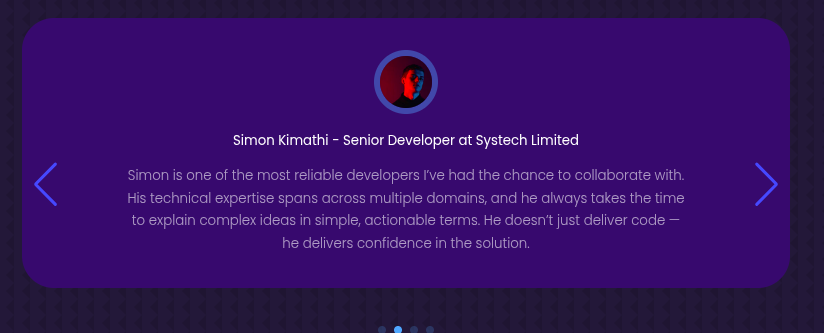 Simon Kimathi - Senior Developer at Systech Limited
Simon is one of the most reliable developers I’ve had the chance to collaborate with.
His technical expertise spans across multiple domains, and he always takes the time
to explain complex ideas in simple, actionable terms. He doesn’t just deliver code —
he delivers confidence in the solution.